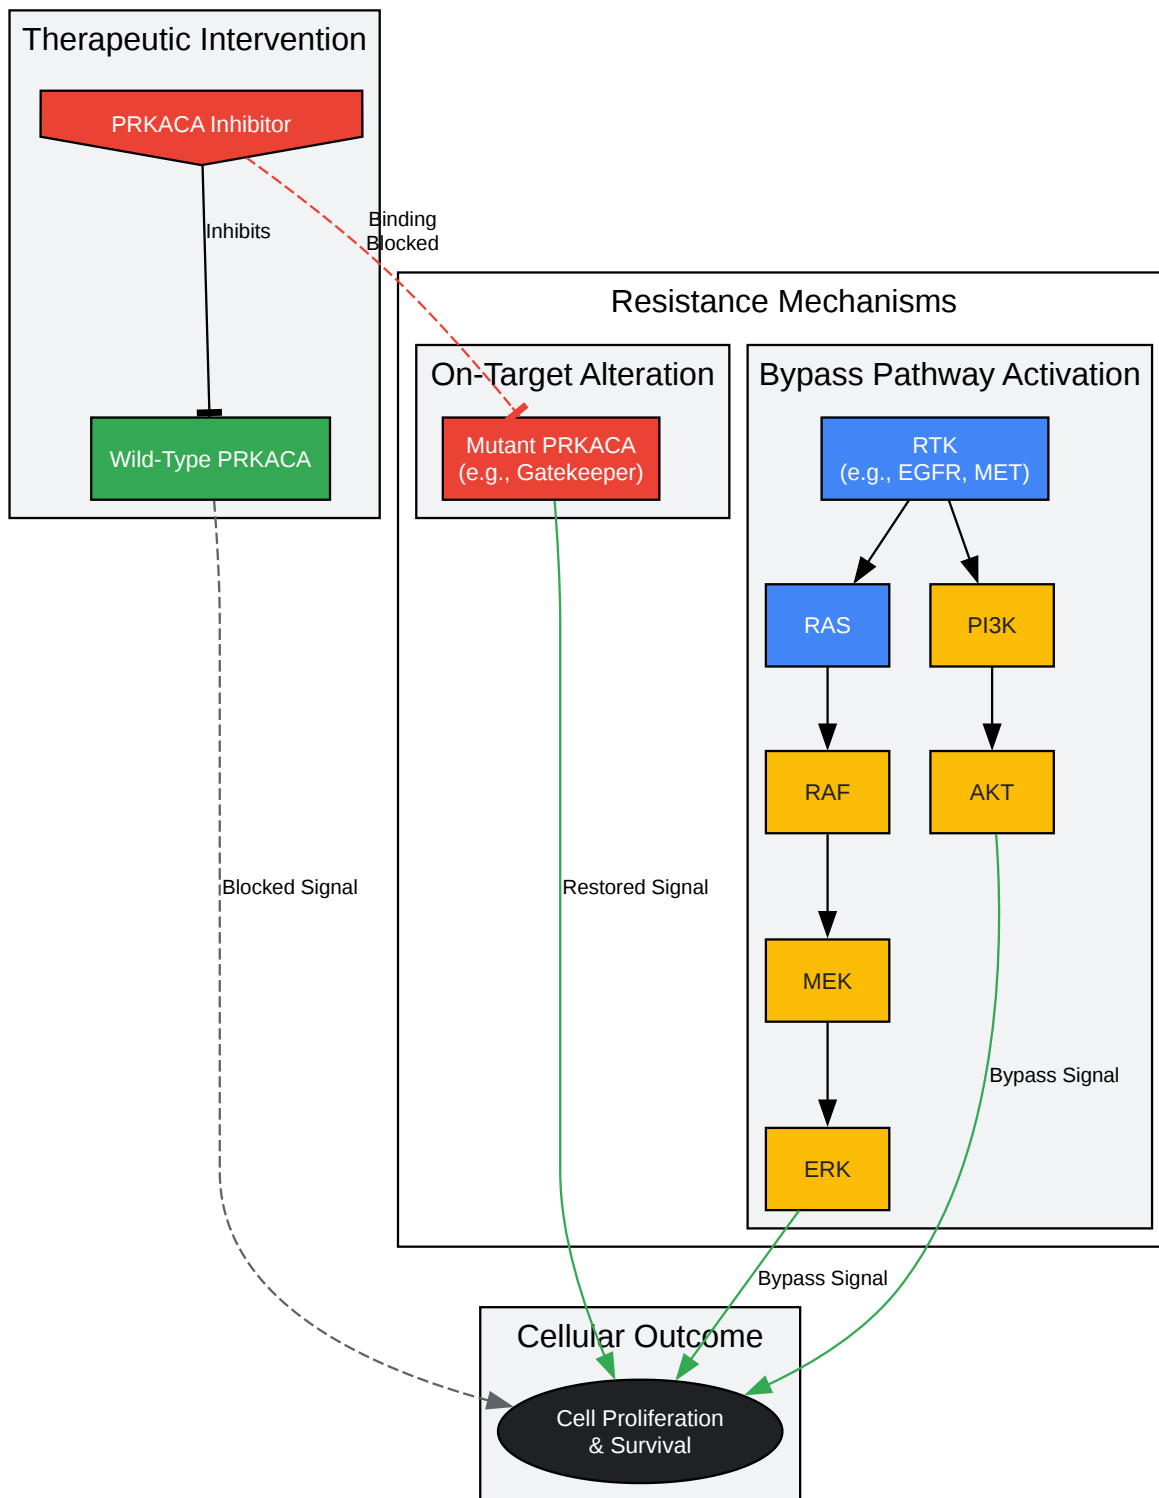 Therapeutic Intervention
PRKACA Inhibitor
Inhibits
Binding
Blocked
Wild-Type PRKACA
Resistance Mechanisms
On-Target Alteration
Mutant PRKACA
(e.g., Gatekeeper)
Bypass Pathway Activation
RTK
(e.g., EGFR, MET)
RAS
PI3K
RAF
AKT
Blocked Signal
Restored Signal
MEK
Bypass Signal
ERK
Bypass Signal
Cellular Outcome
Cell Proliferation
& Survival